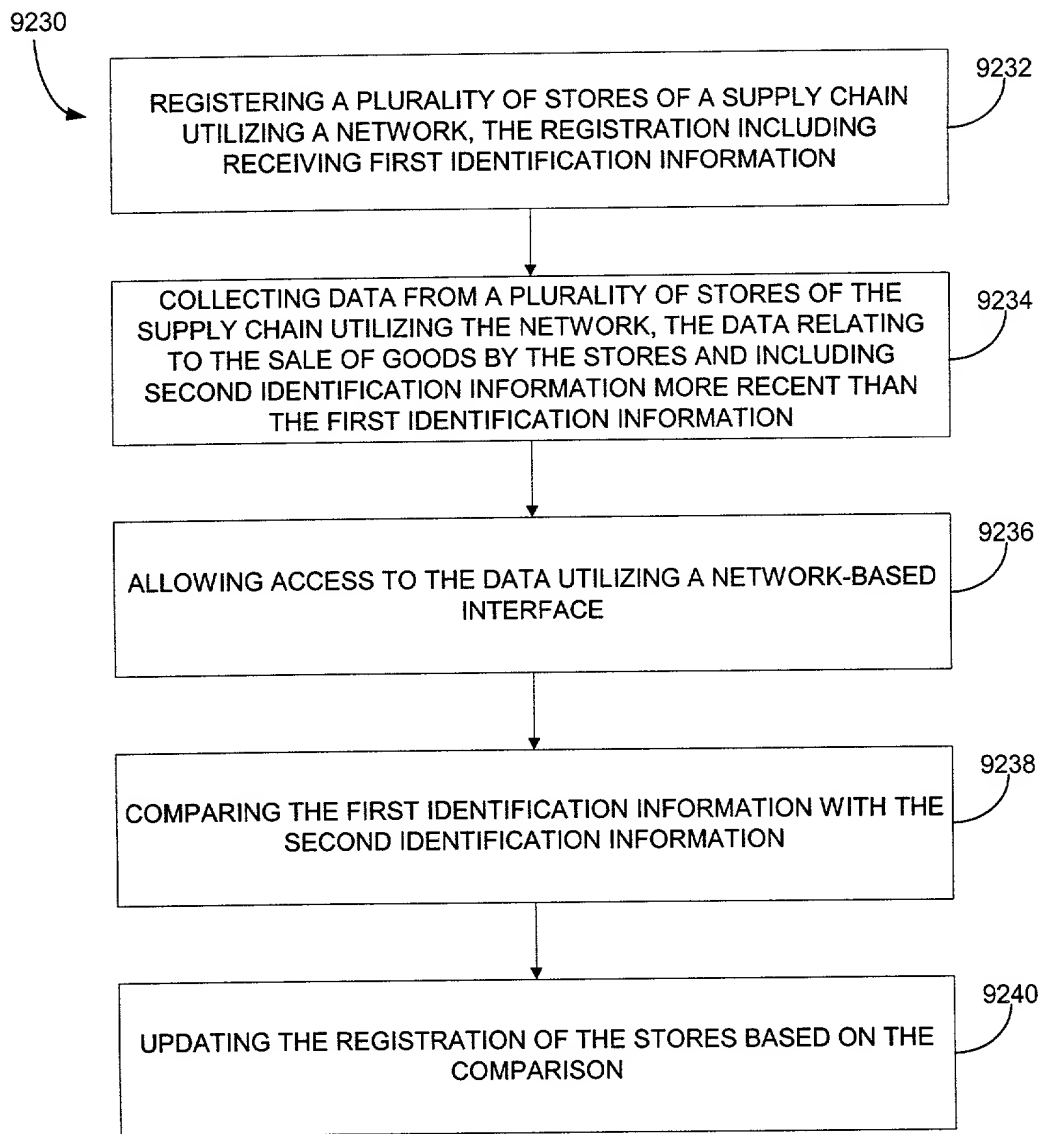 9230
9232
REGISTERING A PLURALITY OF STORES OF A SUPPLY CHAIN
UTILIZING A NETWORK, THE REGISTRATION INCLUDING
RECEIVING FIRST IDENTIFICATION INFORMATION
9234
COLLECTING DATA FROM A PLURALITY OF STORES OF THE
SUPPLY CHAIN UTILIZING THE NETWORK, THE DATA RELATING
TO THE SALE OF GOODS BY THE STORES AND INCLUDING
SECOND IDENTIFICATION INFORMATION MORE RECENT THAN
THE FIRST IDENTIFICATION INFORMATION
9236
ALLOWING ACCESS TO THE DATA UTILIZING A NETWORK-BASED
INTERFACE
9238
COMPARING THE FIRST IDENTIFICATION INFORMATION WITH THE
SECOND IDENTIFICATION INFORMATION
9240
UPDATING THE REGISTRATION OF THE STORES BASED ON THE
COMPARISON